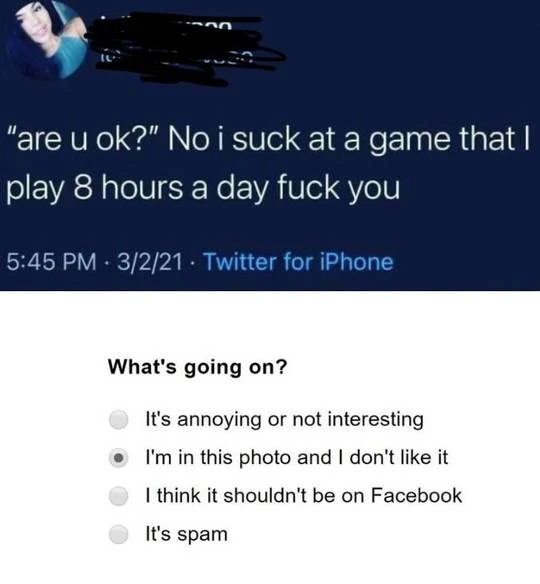 "are u ok?" No i suck at a game that I
play 8 hours a day fuck you
5:45 PM · 3/2/21 · Twitter for iPhone
What's going on?
It's annoying or not interesting
I'm in this photo and I don't like it
I think it shouldn't be on Facebook
It's spam